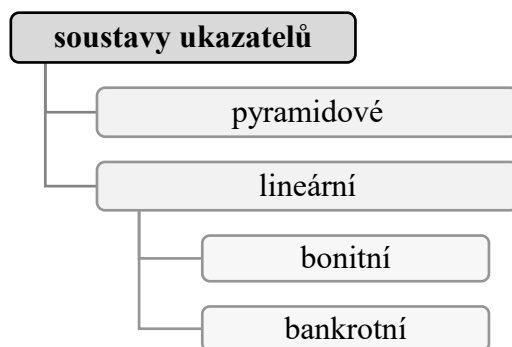 soustavy ukazatelů
pyramidové
lineární
bonitní
bankrotní